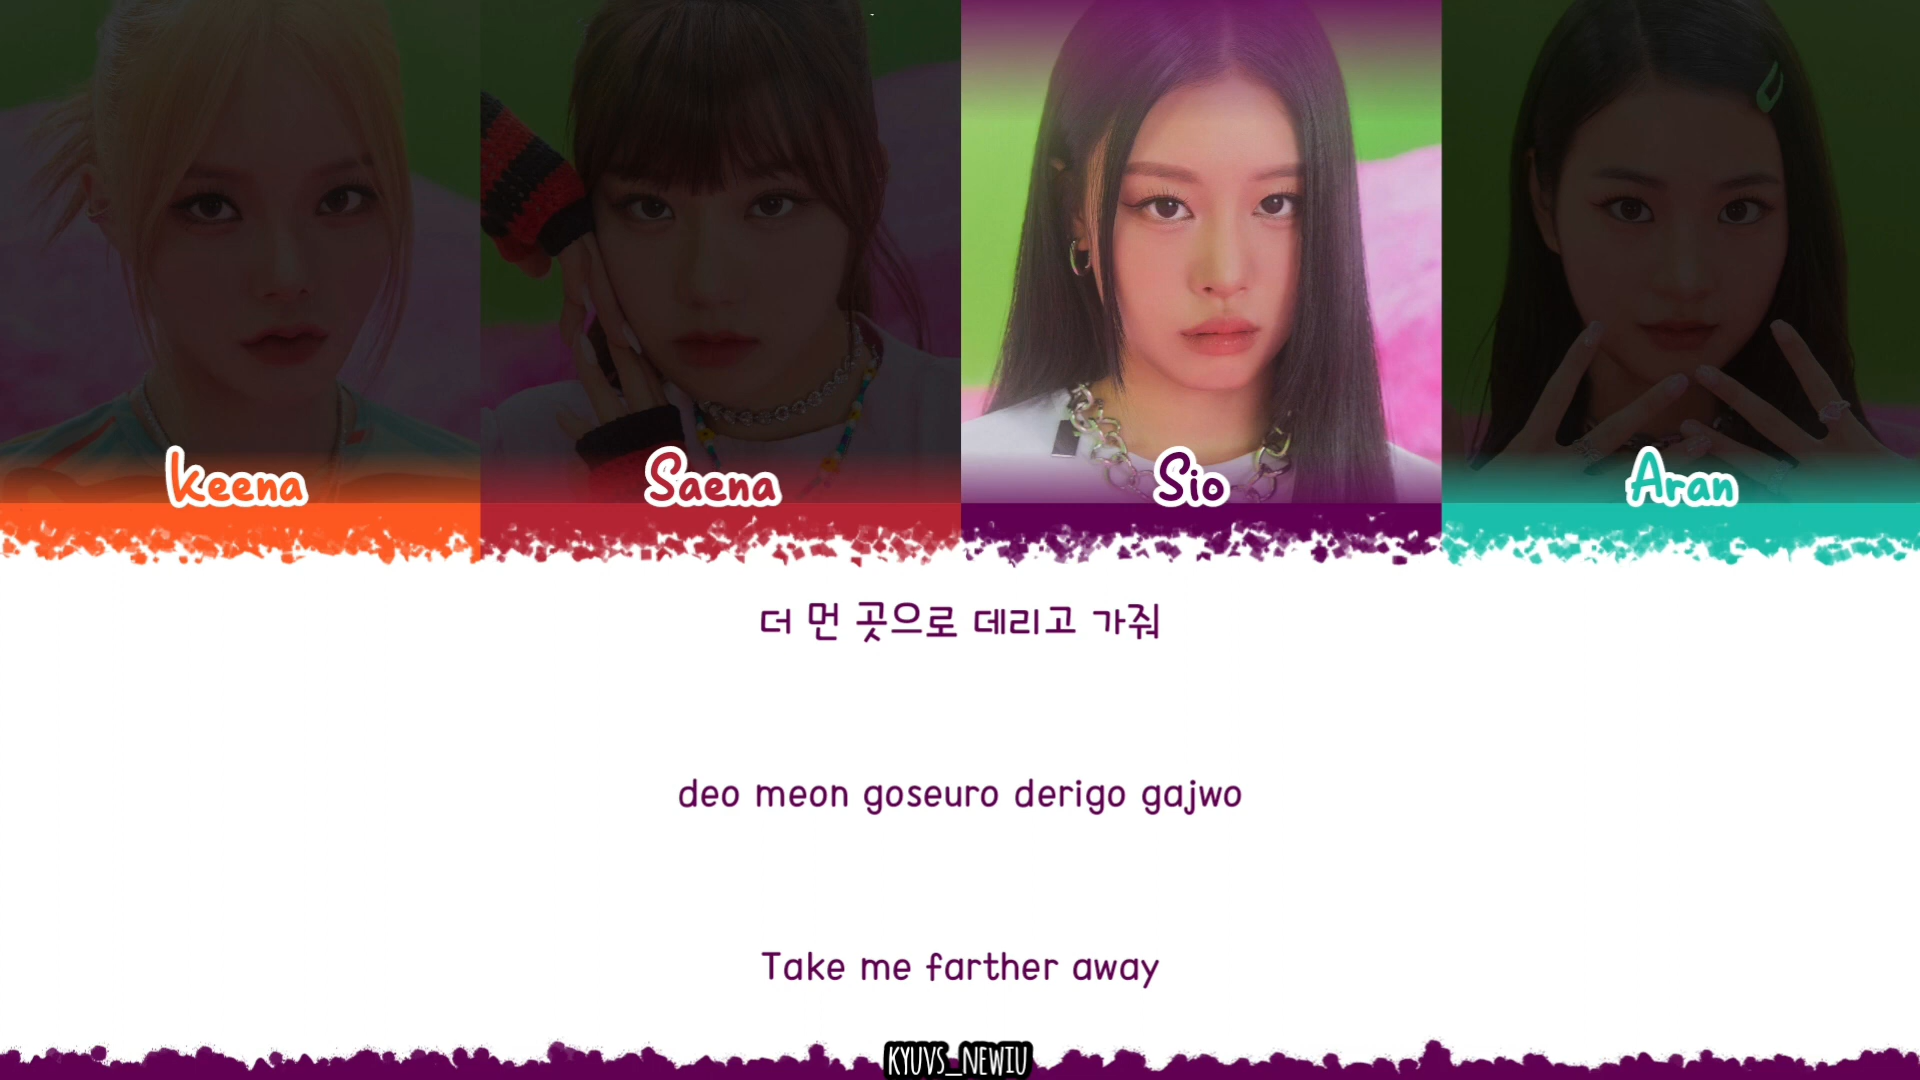 Keena
Saena
Sio
Aran
더 먼 곳으로 데리고 가줘
deo meon goseuro derigo gajwo
Take me farther away
KYUVS_NEWIU